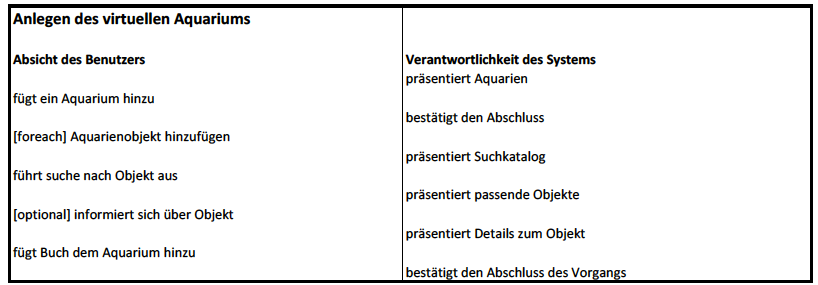 Anlegen des virtuellen Aquariums
Absicht des Benutzers
Verantwortlichkeit des Systems
präsentiert Aquarien
fügt ein Aquarium hinzu
bestätigt den Abschluss
[foreach] Aquarienobjekt hinzufügen
präsentiert Suchkatalog
führt suche nach Objekt aus
präsentiert passende Objekte
[optional] informiert sich über Objekt
präsentiert Details zum Objekt
fügt Buch dem Aquarium hinzu
bestätigt den Abschluss des Vorgangs